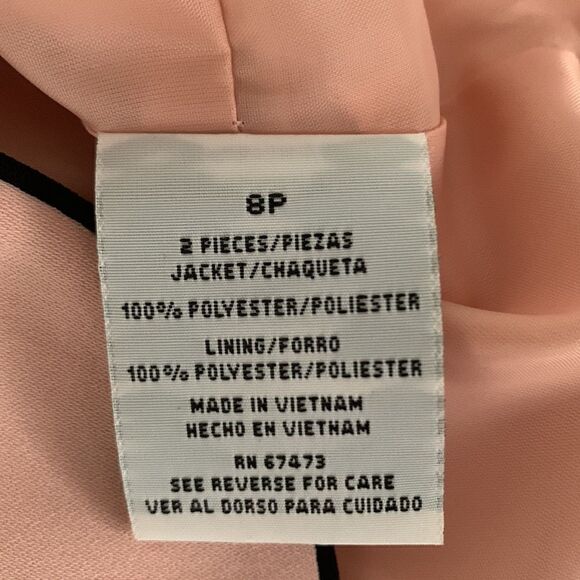 8P
2 PIECES/PIEZAS
JACKET/CHAQUETA
100% POLYESTER/POLIESTER
LINING/FORRO
100% POLYESTER/POLIESTER
MADE IN VIETNAM
HECHO EN VIETNAM
RN 67473
SEE REVERSE FOR CARE
VER AL DORSO PARA CUIDADO